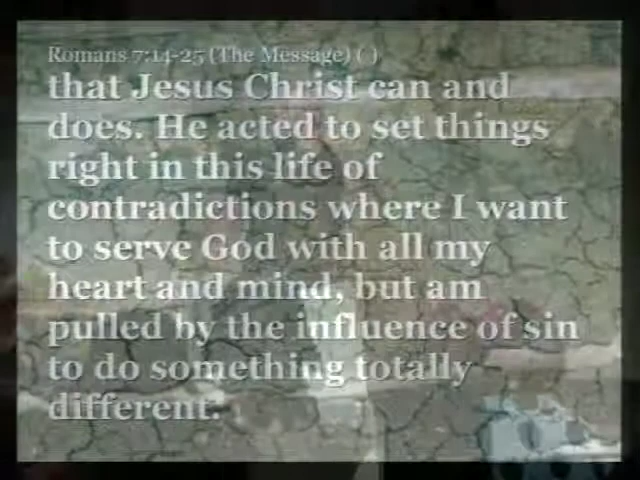 Romans 7:14-25 (The Message) ( )
that Jesus Christ can and
does. He acted to set things
right in this life of
contradictions where I want
to serve God with all my
heart and mind, but am
pulled by the influence of sin
to do something totally
different.